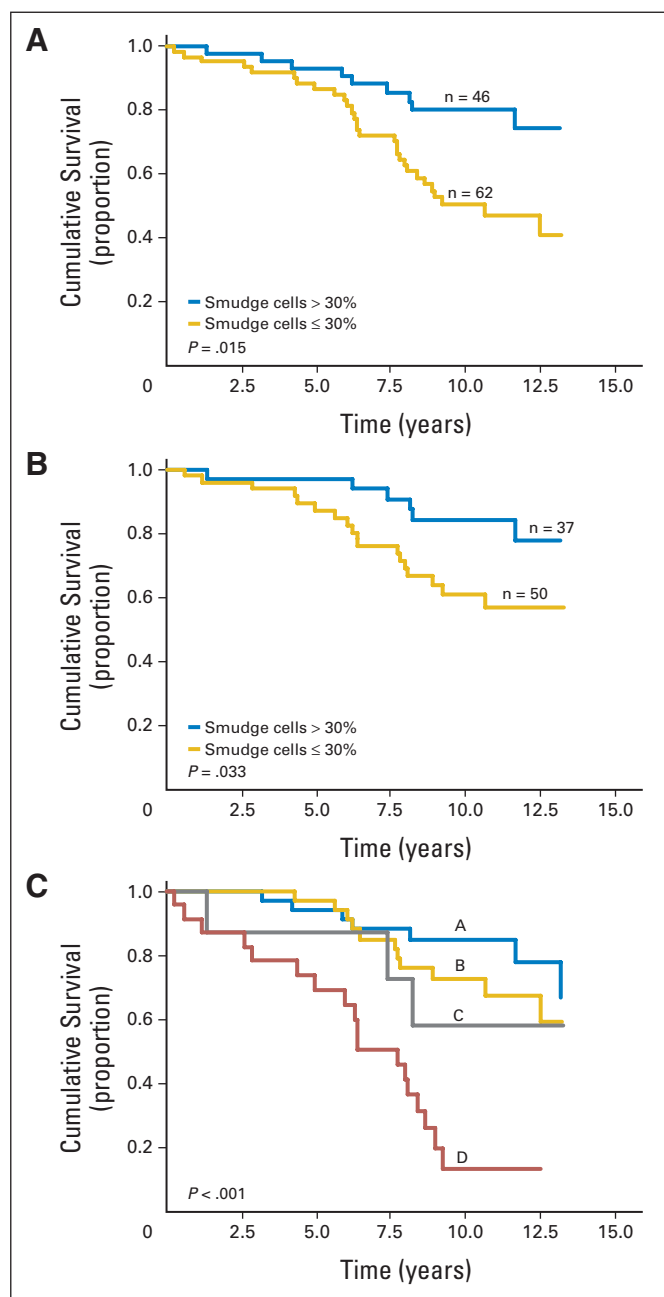 A
Cumulative Survival
(proportion)
1.0
0.8
0.6
0.4
0.2
n = 46
n = 62
Smudge cells > 30%
Smudge cells ≤ 30%
P = .015
0
2.5
5.0
7.5
10.0
12.5
15.0
Time (years)
B
Cumulative Survival
(proportion)
1.0
0.8
0.6
0.4
0.2
n = 37
n = 50
Smudge cells > 30%
Smudge cells ≤ 30%
P = .033
0
2.5
5.0
7.5
10.0
12.5
15.0
Time (years)
C
Cumulative Survival
(proportion)
1.0
0.8
0.6
0.4
0.2
A
B
C
D
P < .001
0
2.5
5.0
7.5
10.0
12.5
15.0
Time (years)